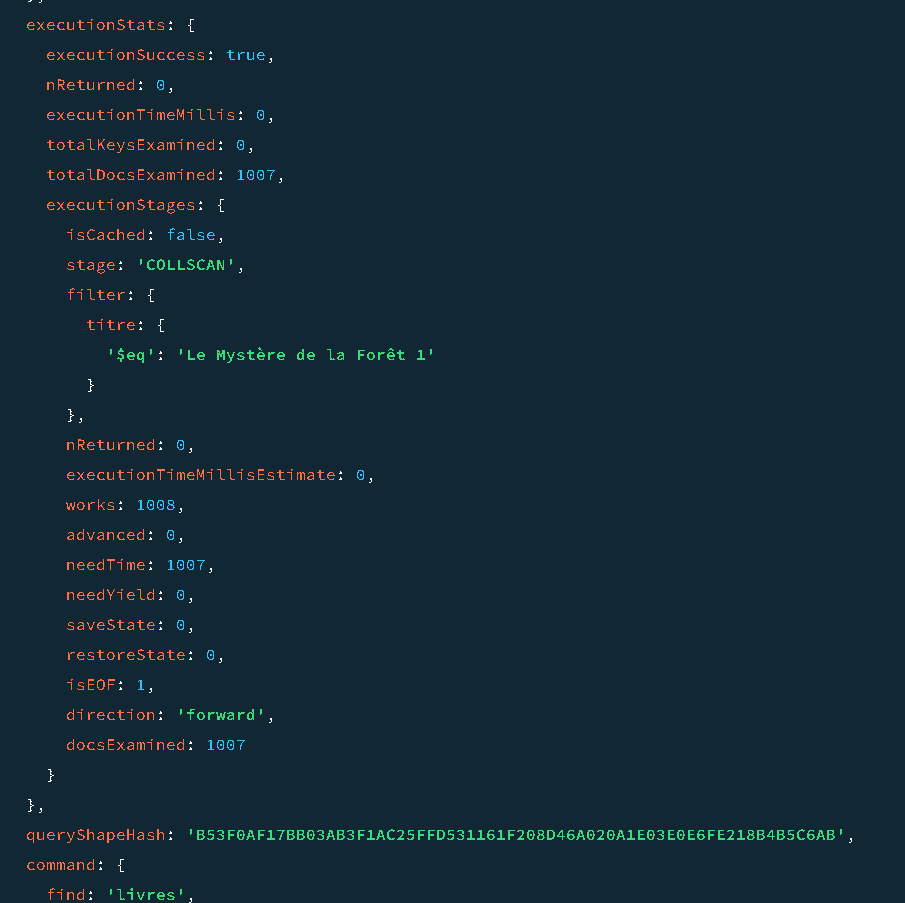 executionStats: {
executionSuccess: true,
nReturned: 0,
executionTimeMillis: 0,
totalKeysExamined: 0,
totalDocsExamined: 1007,
executionStages: {
isCached: false,
stage: 'COLLSCAN',
filter: {
titre: {
'$eq': 'Le Mystère de la Forêt 1'
}
},
nReturned: 0,
executionTimeMillisEstimate: 0,
works: 1008,
advanced: 0,
needTime: 1007,
needYield: 0,
saveState: 0,
restoreState: 0,
isEOF: 1,
direction: 'forward',
docsExamined: 1007
}
},
queryShapeHash: 'B53F0AF17BB03AB3F1AC25FFD531161F208D46A020A1E03E0E6FE218B4B5C6AB',
command: {
find: 'livres',